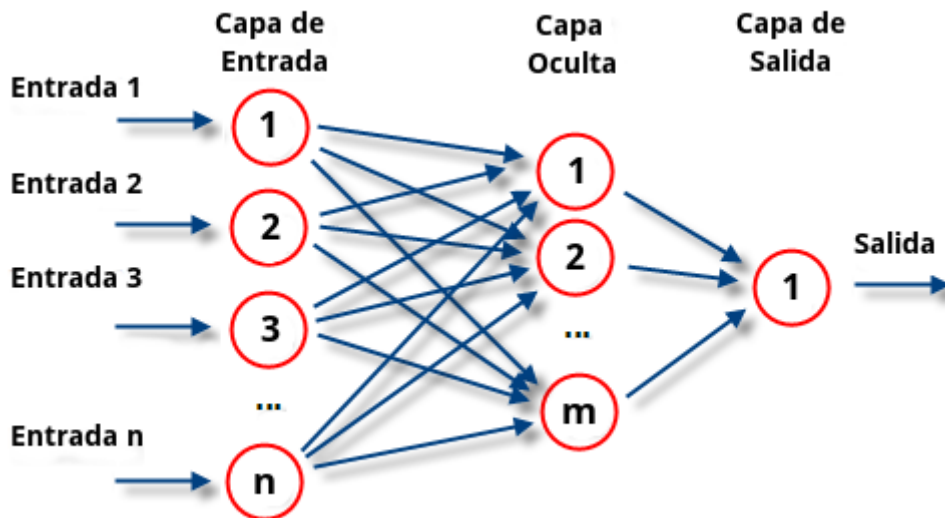 Capa de
Entrada
Capa
Oculta
Capa de
Salida
Entrada 1
1
Entrada 2
2
Entrada 3
3
...
Entrada n
n
1
2
...
m
1
Salida